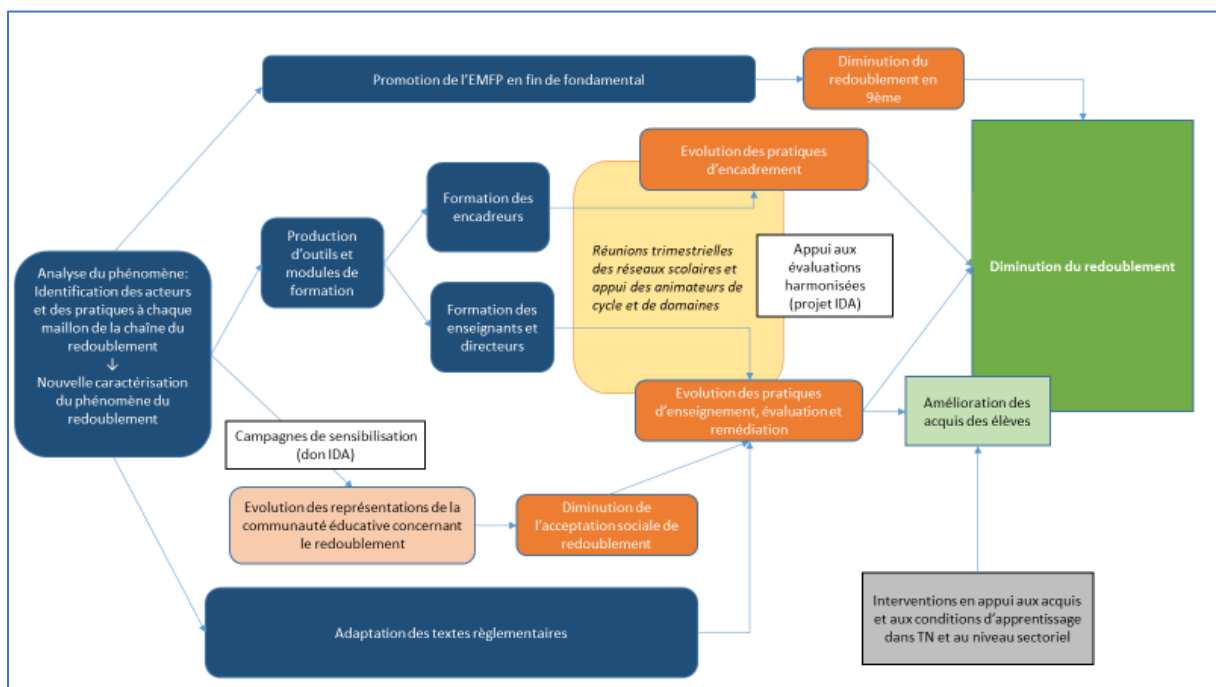 Promotion de l'EMFP en fin de fondamental
Diminution du
redoublement en
9ème
Evolution des pratiques
d'encadrement
Formation des
encadreurs
Production
d'outils et
modules de
formation
Réunions trimestrielles
des réseaux scolaires et
appui des animateurs de
cycle et de domaines
Appui aux
évaluations
harmonisées
(projet IDA)
Diminution du redoublement
Analyse du phénomène:
Identification des acteurs
et des pratiques à chaque
maillon de la chaîne du
redoublement
↓
Nouvelle caractérisation
du phénomène du
redoublement
Formation des
enseignants et
directeurs
Evolution des pratiques
d'enseignement, évaluation et
remédiation
Amélioration des
acquis des élèves
Campagnes de sensibilisation
(don IDA)
Evolution des représentations de la
communauté éducative concernant
le redoublement
Diminution de
l'acceptation sociale de
redoublement
Adaptation des textes règlementaires
Interventions en appui aux acquis
et aux conditions d'apprentissage
dans TN et au niveau sectoriel